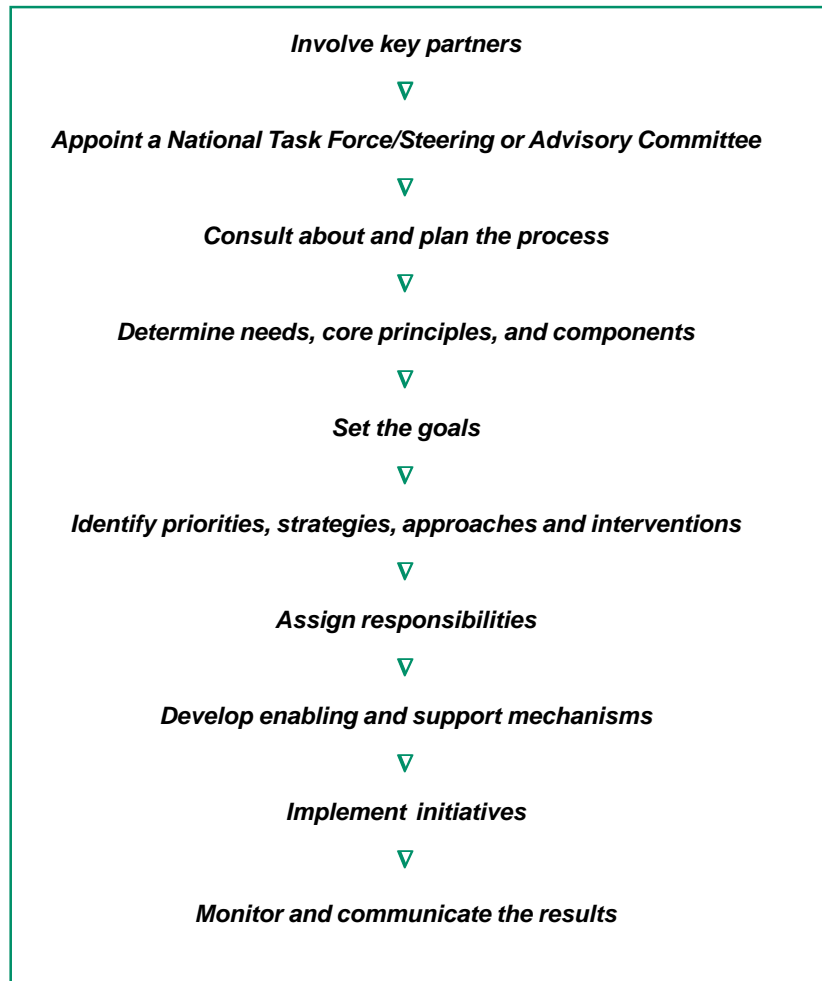 Involve key partners
Appoint a National Task Force/Steering or Advisory Committee
Consult about and plan the process
Determine needs, core principles, and components
Set the goals
Identify priorities, strategies, approaches and interventions
Assign responsibilities
Develop enabling and support mechanisms
Implement initiatives
Monitor and communicate the results